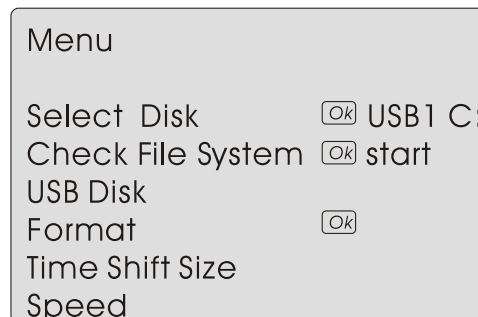 Menu
Select Disk Ok USB1 C:
Check File System Ok start
USB Disk
Format Ok
Time Shift Size
Speed